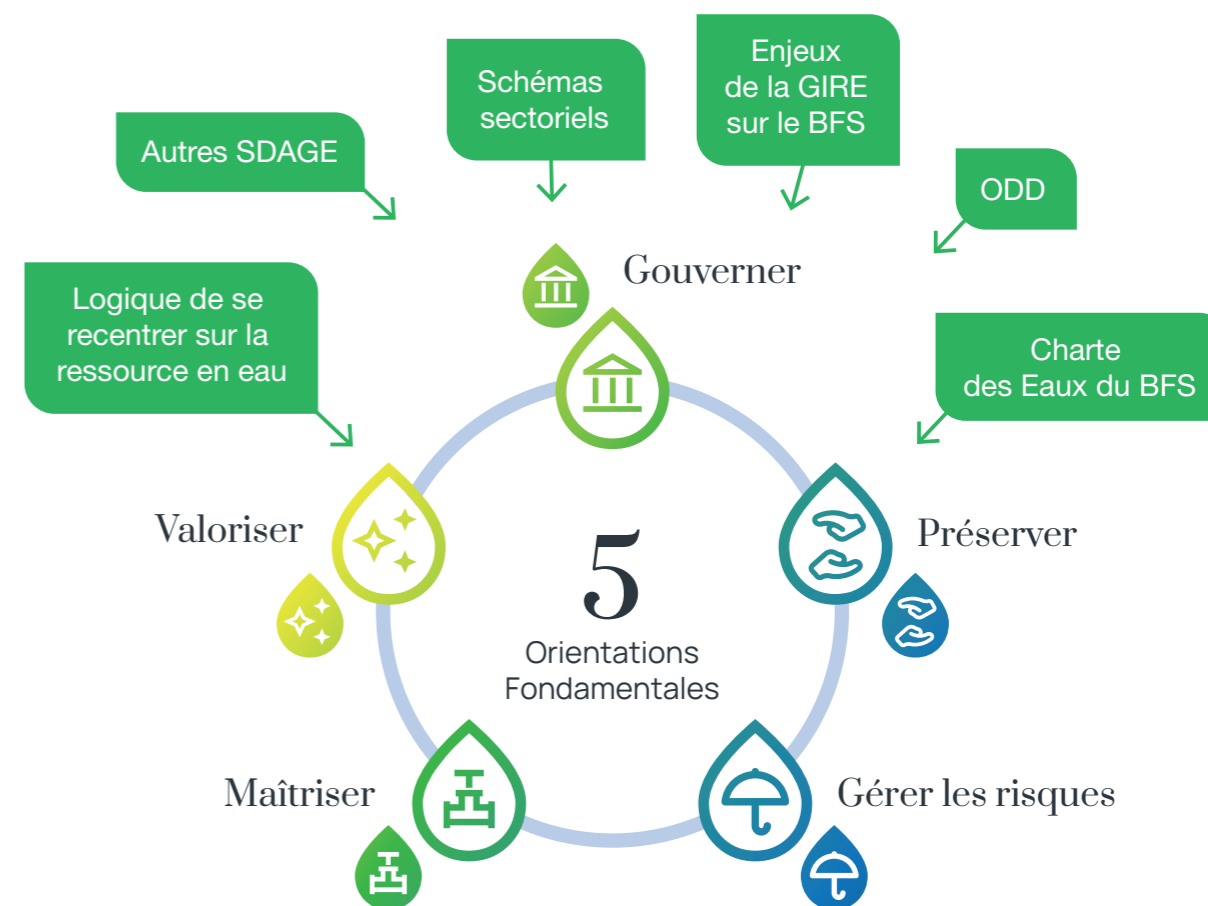 Enjeux
de la GIRE
sur le BFS
Schémas
sectoriels
Autres SDAGE
ODD
Gouverner
Logique de se
recentrer sur la
ressource en eau
Charte
des Eaux du BFS
Valoriser
Préserver
5
Orientations
Fondamentales
Maîtriser
Gérer les risques